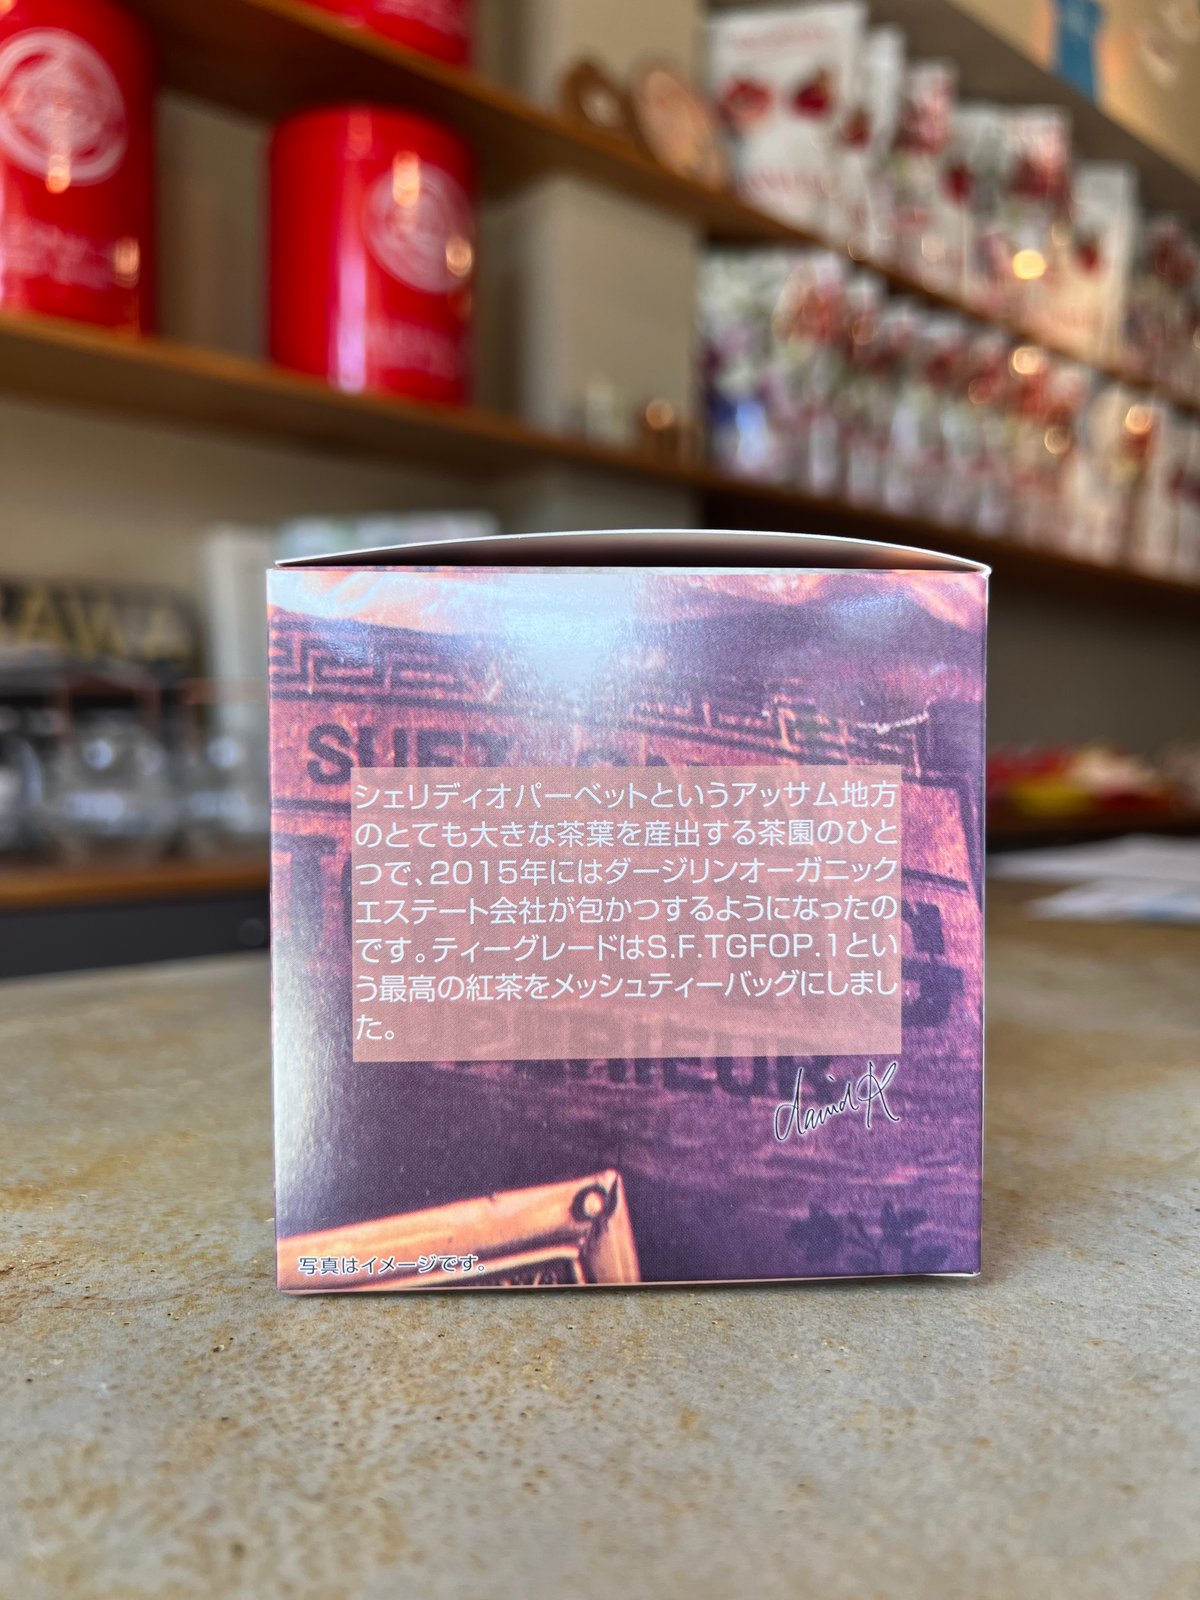 シェリディオパーベットというアッサム地方
のとても大きな茶葉を産出する茶園のひと
つで、2015年にはダージリンオーガニック
エステート会社が包かつするようになったの
です。ティーグレードはS.F.TGFOP.1とい
う最高の紅茶をメッシュティーバッグにしまし
た。
david K
写真はイメージです。